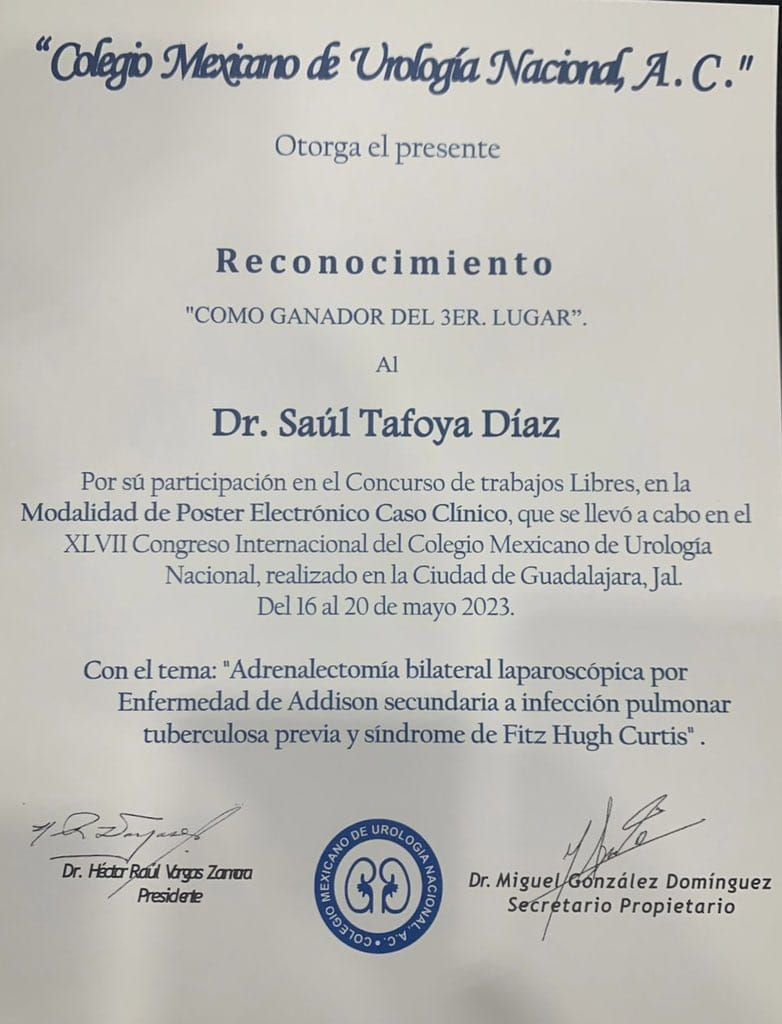 “Colegio Mexicano de Urología Nacional, A. C."
Otorga el presente
Reconocimiento
"COMO GANADOR DEL 3ER. LUGAR”.
Al
Dr. Saúl Tafoya Díaz
Por sú participación en el Concurso de trabajos Libres, en la
Modalidad de Poster Electrónico Caso Clínico, que se llevó a cabo en el
XLVII Congreso Internacional del Colegio Mexicano de Urología
Nacional, realizado en la Ciudad de Guadalajara, Jal.
Del 16 al 20 de mayo 2023.
Con el tema: "Adrenalectomía bilateral laparoscópica por
Enfermedad de Addison secundaria a infección pulmonar
tuberculosa previa y síndrome de Fitz Hugh Curtis" .
Dr. Héctor Raúl Vargas Zamora
Presidente
COLEGIO MEXICANO DE UROLOGIA NACIONAL, A.C. •
Dr. Miguel González Domínguez
Secretario Propietario